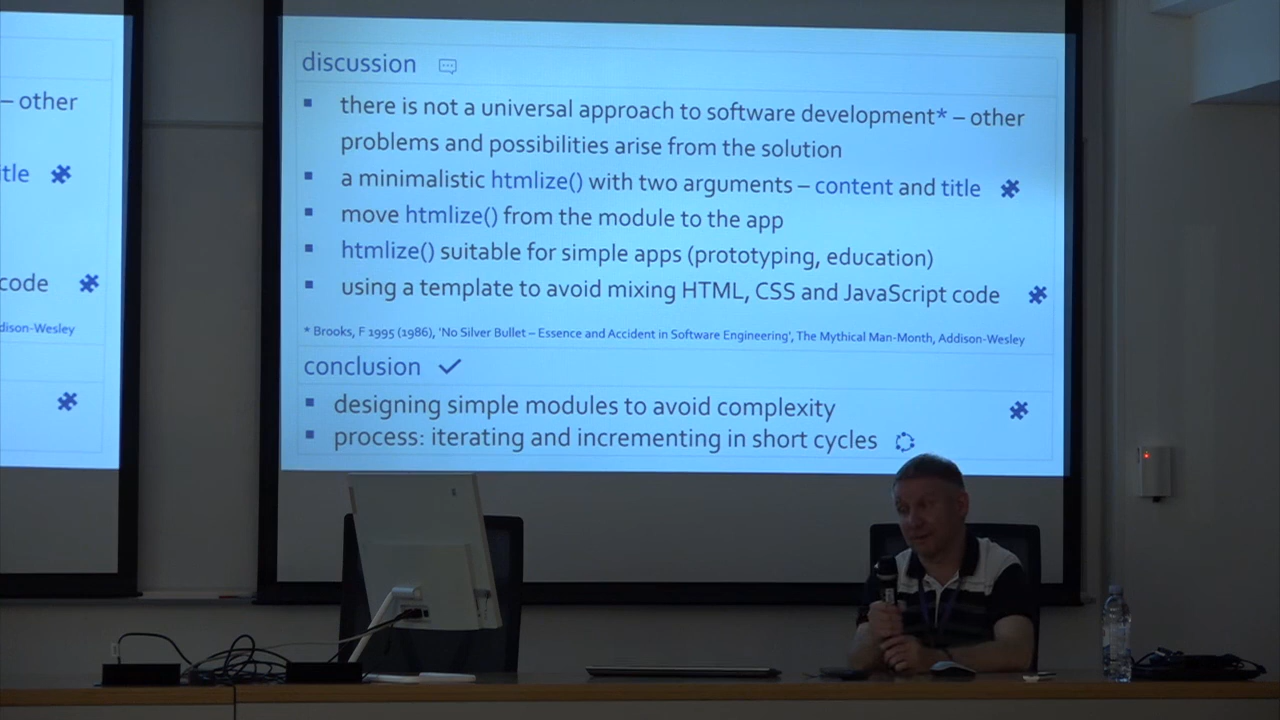 – other
itle
code
dison-Wesley
discussion
there is not a universal approach to software development* – other
problems and possibilities arise from the solution
a minimalistic htmlize() with two arguments – content and title
move htmlize() from the module to the app
htmlize() suitable for simple apps (prototyping, education)
using a template to avoid mixing HTML, CSS and JavaScript code
* Brooks, F 1995 (1986), 'No Silver Bullet – Essence and Accident in Software Engineering', The Mythical Man-Month, Addison-Wesley
conclusion
designing simple modules to avoid complexity
process: iterating and incrementing in short cycles